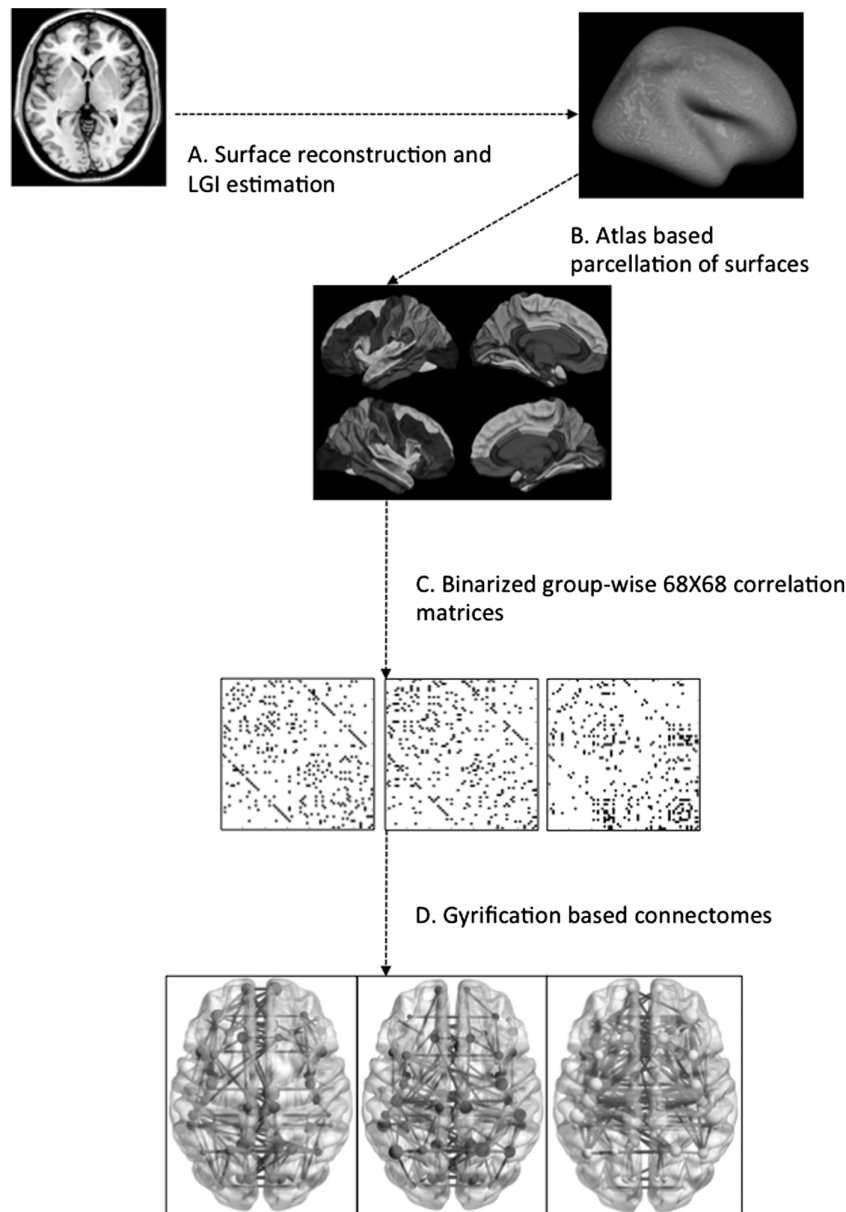 A. Surface reconstruction and
LGI estimation
B. Atlas based
parcellation of surfaces
C. Binarized group-wise 68X68 correlation
matrices
D. Gyrification based connectomes